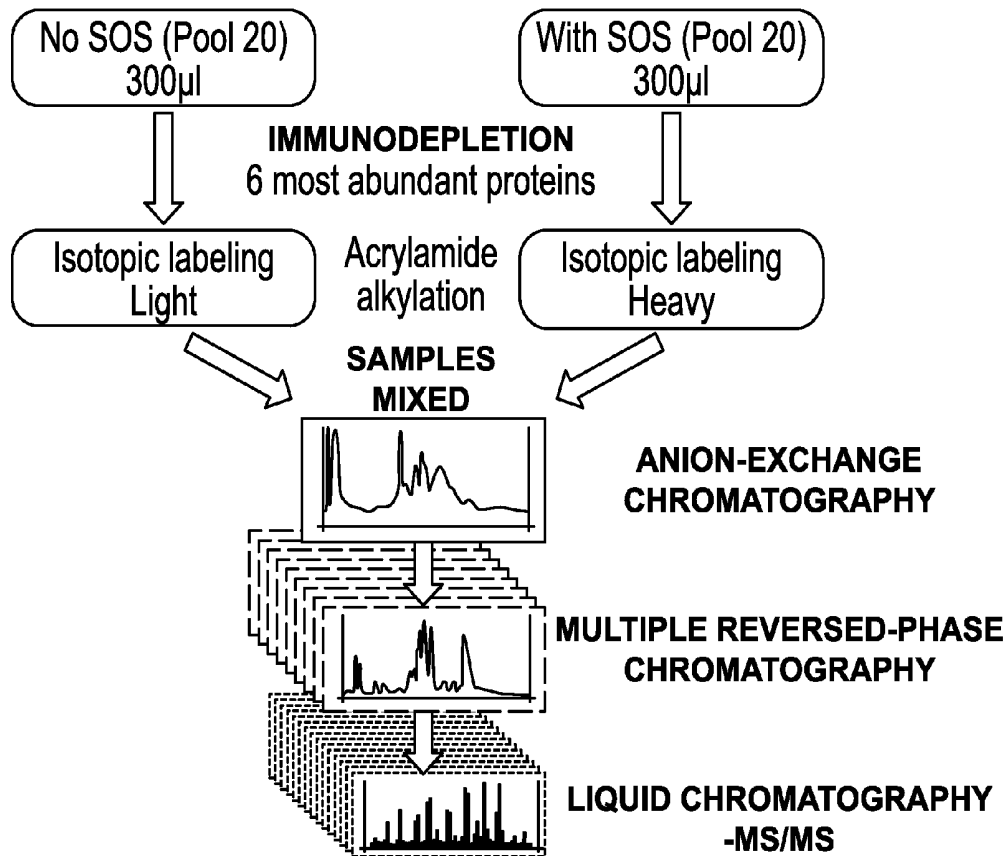 No SOS (Pool 20)
300µl
With SOS (Pool 20)
300µl
IMMUNODEPLETION
6 most abundant proteins
Isotopic labeling
Light
Acrylamide
alkylation
Isotopic labeling
Heavy
SAMPLES
MIXED
ANION-EXCHANGE
CHROMATOGRAPHY
MULTIPLE REVERSED-PHASE
CHROMATOGRAPHY
LIQUID CHROMATOGRAPHY
-MS/MS